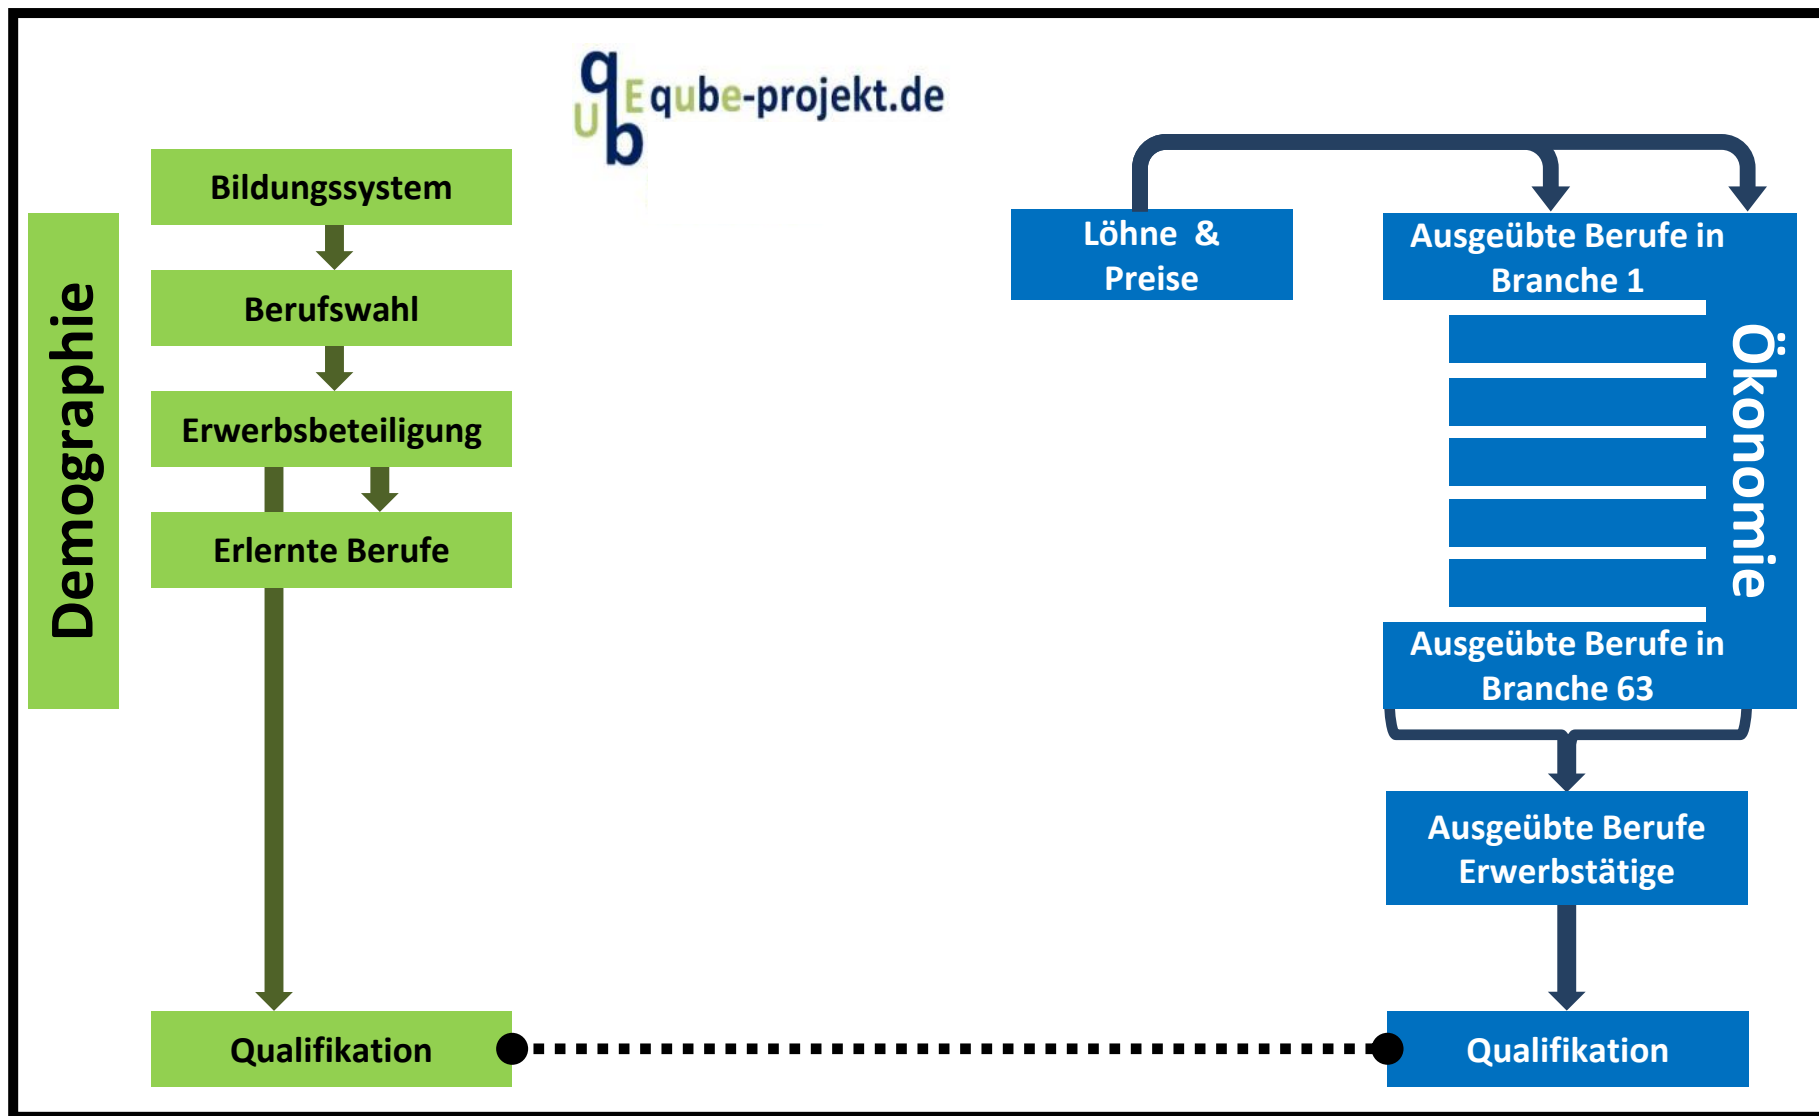 qube
qube-projekt.de
Demographie
Bildungssystem
Berufswahl
Erwerbsbeteiligung
Erlernte Berufe
Qualifikation
Löhne &
Preise
Ausgeübte Berufe in
Branche 1
Ökonomie
Ausgeübte Berufe in
Branche 63
Ausgeübte Berufe
Erwerbstätige
Qualifikation